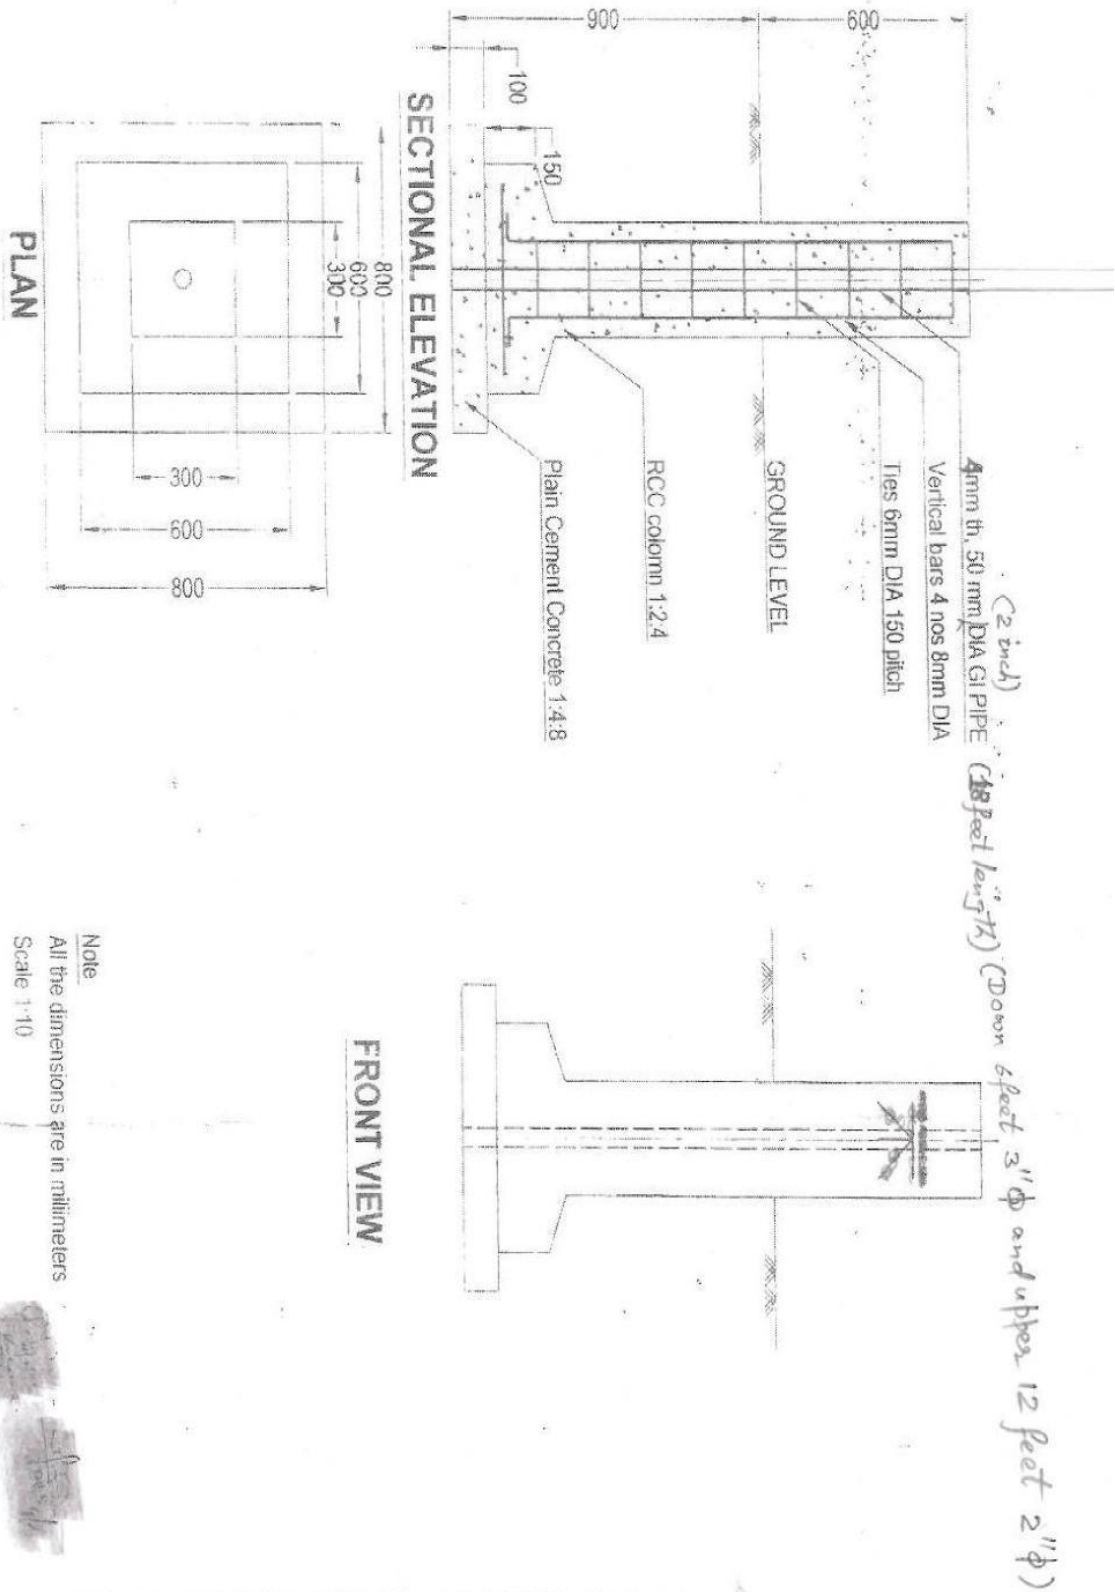 (2 inch)
4mm th, 50 mm DIA GI PIPE (18 feet length) (Down 6 feet 3"φ and upper 12 feet 2"φ)
Vertical bars 4 nos 8mm DIA
Ties 6mm DIA 150 pitch
GROUND LEVEL
RCC colomn 1:2:4
Plain Cement Concrete 1:4:8
600
900
100
150
SECTIONAL ELEVATION
FRONT VIEW
800
600
300
300
600
800
PLAN
Note
All the dimensions are in millimeters
Scale 1:10